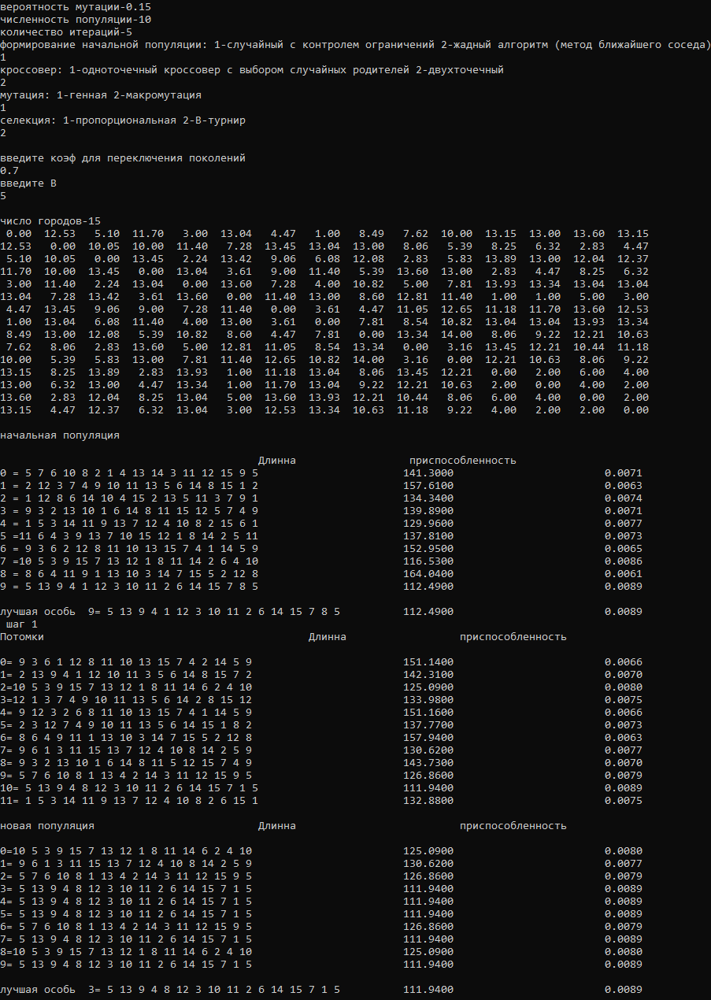 вероятность мутации-0.15
численность популяции-10
количество итераций-5
формирование начальной популяции: 1-случайный с контролем ограничений 2-жадный алгоритм (метод ближайшего соседа)
1
кроссовер: 1-одноточечный кроссовер с выбором случайных родителей 2-двухточечный
2
мутация: 1-генная 2-макромутация
1
селекция: 1-пропорциональная 2-В-турнир
2
введите коэф для переключения поколений
0.7
введите В
5
число городов-15
0.00 12.53 5.10 11.70 3.00 13.04 4.47 1.00 8.49 7.62 10.00 13.15 13.00 13.60 13.15
12.53 0.00 10.05 10.00 11.40 7.28 13.45 13.04 13.00 8.06 5.39 8.25 6.32 2.83 4.47
5.10 10.05 0.00 13.45 2.24 13.42 9.06 6.08 12.08 2.83 5.83 13.89 13.00 12.04 12.37
11.70 10.00 13.45 0.00 13.04 3.61 9.00 11.40 5.39 13.60 13.00 2.83 4.47 8.25 6.32
3.00 11.40 2.24 13.04 0.00 13.60 7.28 4.00 10.82 5.00 7.81 13.93 13.34 13.04 13.04
13.04 7.28 13.42 3.61 13.60 0.00 11.40 13.00 8.60 12.81 11.40 1.00 1.00 5.00 3.00
4.47 13.45 9.06 9.00 7.28 11.40 0.00 3.61 4.47 11.05 12.65 11.18 11.70 13.60 12.53
1.00 13.04 6.08 11.40 4.00 13.00 3.61 0.00 7.81 8.54 10.82 13.04 13.04 13.93 13.34
8.49 13.00 12.08 5.39 10.82 8.60 4.47 7.81 0.00 13.34 14.00 8.06 9.22 12.21 10.63
7.62 8.06 2.83 13.60 5.00 12.81 11.05 8.54 13.34 0.00 3.16 13.45 12.21 10.44 11.18
10.00 5.39 5.83 13.00 7.81 11.40 12.65 10.82 14.00 3.16 0.00 12.21 10.63 8.06 9.22
13.15 8.25 13.89 2.83 13.93 1.00 11.18 13.04 8.06 13.45 12.21 0.00 2.00 6.00 4.00
13.00 6.32 13.00 4.47 13.34 1.00 11.70 13.04 9.22 12.21 10.63 2.00 0.00 4.00 2.00
13.60 2.83 12.04 8.25 13.04 5.00 13.60 13.93 12.21 10.44 8.06 6.00 4.00 0.00 2.00
13.15 4.47 12.37 6.32 13.04 3.00 12.53 13.34 10.63 11.18 9.22 4.00 2.00 2.00 0.00
начальная популяция
Длинна приспособленность
0 = 5 7 6 10 8 2 1 4 13 14 3 11 12 15 9 5 141.3000 0.0071
1 = 2 12 3 7 4 9 10 11 13 5 6 14 8 15 1 2 157.6100 0.0063
2 = 1 12 8 6 14 10 4 15 2 13 5 11 3 7 9 1 134.3400 0.0074
3 = 9 3 2 13 10 1 6 14 8 11 15 12 5 7 4 9 139.8900 0.0071
4 = 1 5 3 14 11 9 13 7 12 4 10 8 2 15 6 1 129.9600 0.0077
5 =11 6 4 3 9 13 7 10 15 12 1 8 14 2 5 11 137.8100 0.0073
6 = 9 3 6 2 12 8 11 10 13 15 7 4 1 14 5 9 152.9500 0.0065
7 =10 5 3 9 15 7 13 12 1 8 11 14 2 6 4 10 116.5300 0.0086
8 = 8 6 4 11 9 1 13 10 3 14 7 15 5 2 12 8 164.0400 0.0061
9 = 5 13 9 4 1 12 3 10 11 2 6 14 15 7 8 5 112.4900 0.0089
лучшая особь 9= 5 13 9 4 1 12 3 10 11 2 6 14 15 7 8 5 112.4900 0.0089
шаг 1
Потомки Длинна приспособленность
0= 9 3 6 1 12 8 11 10 13 15 7 4 2 14 5 9 151.1400 0.0066
1= 2 13 9 4 1 12 10 11 3 5 6 14 8 15 7 2 142.3100 0.0070
2=10 5 3 9 15 7 13 12 1 8 11 14 6 2 4 10 125.0900 0.0080
3=12 1 3 7 4 9 10 11 13 5 6 14 2 8 15 12 133.9800 0.0075
4= 9 12 3 2 6 8 11 10 13 15 7 4 1 14 5 9 151.1600 0.0066
5= 2 3 12 7 4 9 10 11 13 5 6 14 15 1 8 2 137.7700 0.0073
6= 8 6 4 9 11 1 13 10 3 14 7 15 5 2 12 8 157.9400 0.0063
7= 9 6 1 3 11 15 13 7 12 4 10 8 14 2 5 9 130.6200 0.0077
8= 9 3 2 13 10 1 6 14 8 11 5 12 15 7 4 9 143.7300 0.0070
9= 5 7 6 10 8 1 13 4 2 14 3 11 12 15 9 5 126.8600 0.0079
10= 5 13 9 4 8 12 3 10 11 2 6 14 15 7 1 5 111.9400 0.0089
11= 1 5 3 14 11 9 13 7 12 4 10 8 2 6 15 1 132.8800 0.0075
новая популяция Длинна приспособленность
0=10 5 3 9 15 7 13 12 1 8 11 14 6 2 4 10 125.0900 0.0080
1= 9 6 1 3 11 15 13 7 12 4 10 8 14 2 5 9 130.6200 0.0077
2= 5 7 6 10 8 1 13 4 2 14 3 11 12 15 9 5 126.8600 0.0079
3= 5 13 9 4 8 12 3 10 11 2 6 14 15 7 1 5 111.9400 0.0089
4= 5 13 9 4 8 12 3 10 11 2 6 14 15 7 1 5 111.9400 0.0089
5= 5 13 9 4 8 12 3 10 11 2 6 14 15 7 1 5 111.9400 0.0089
6= 5 7 6 10 8 1 13 4 2 14 3 11 12 15 9 5 126.8600 0.0079
7= 5 13 9 4 8 12 3 10 11 2 6 14 15 7 1 5 111.9400 0.0089
8=10 5 3 9 15 7 13 12 1 8 11 14 6 2 4 10 125.0900 0.0080
9= 5 13 9 4 8 12 3 10 11 2 6 14 15 7 1 5 111.9400 0.0089
лучшая особь 3= 5 13 9 4 8 12 3 10 11 2 6 14 15 7 1 5 111.9400 0.0089